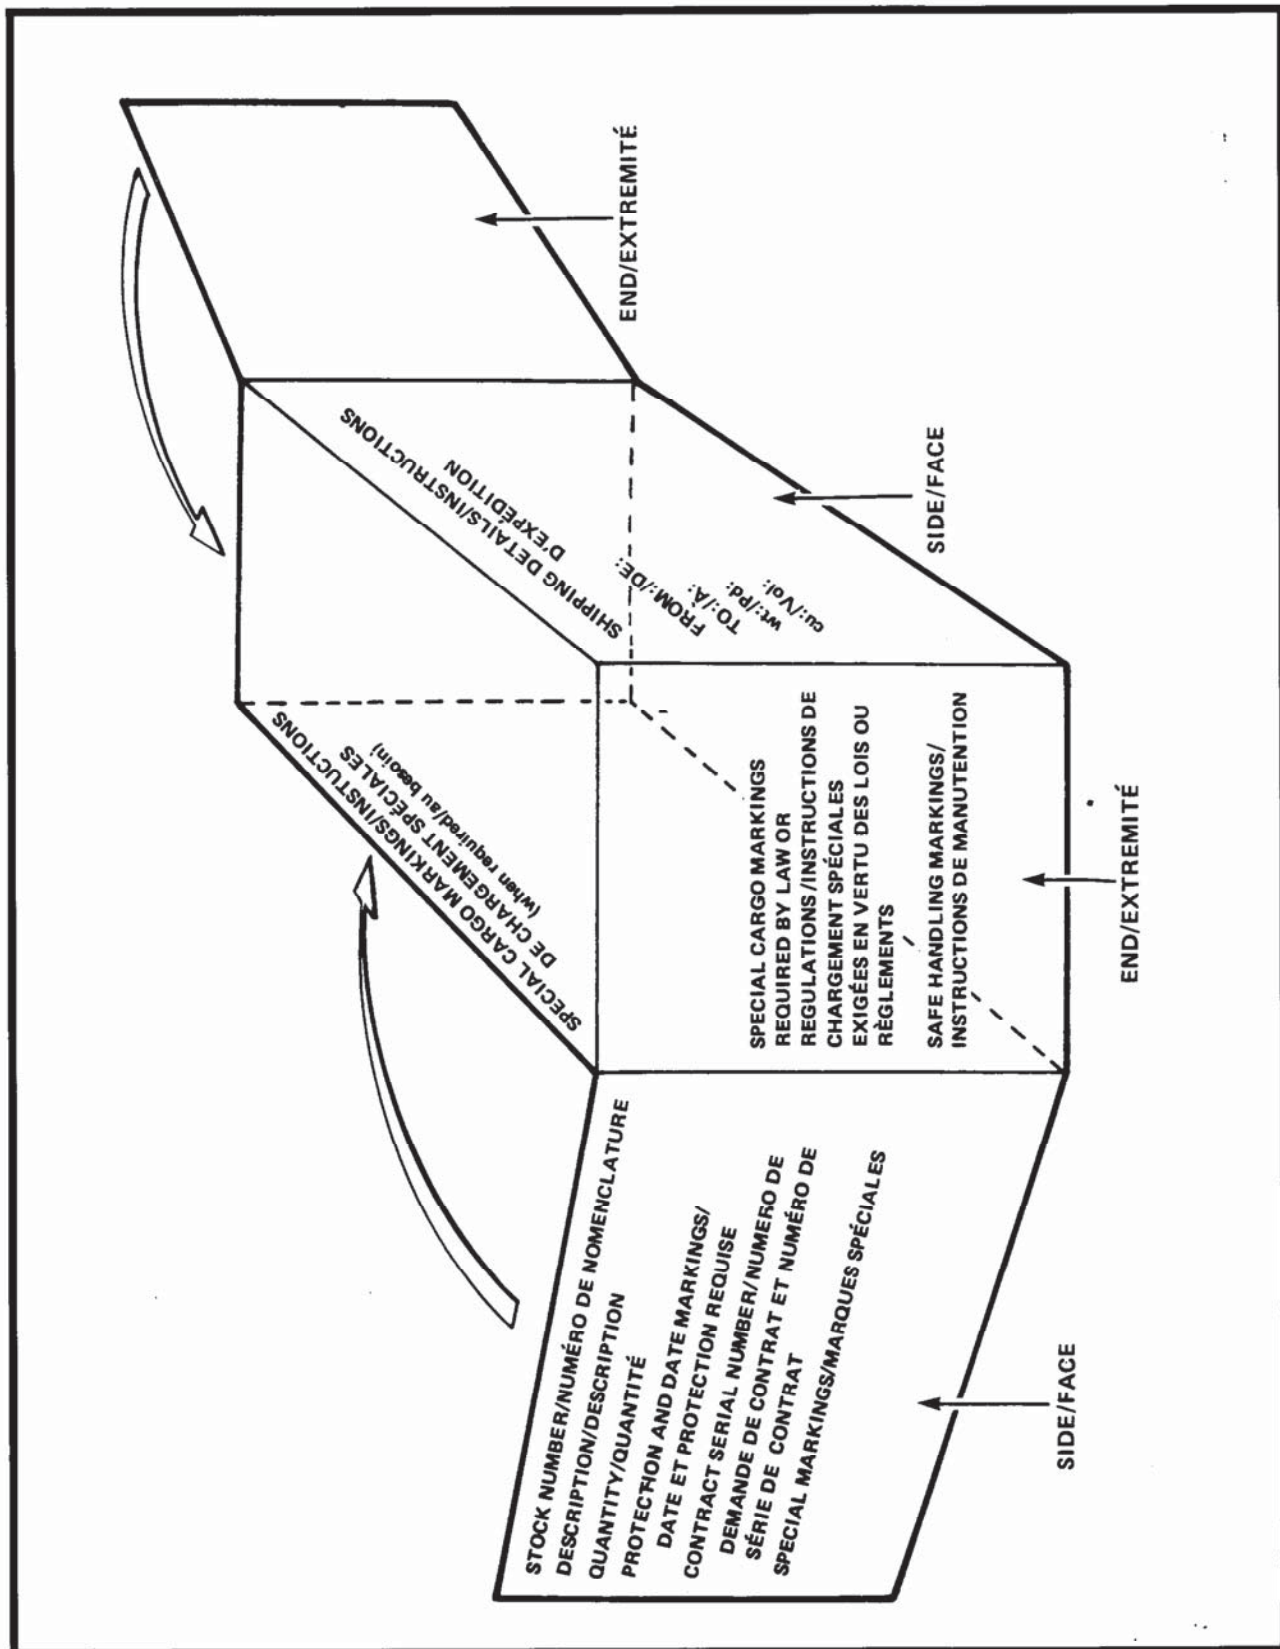 STOCK NUMBER/NUMÉRO DE NOMENCLATURE
DESCRIPTION/DESCRIPTION
QUANTITY/QUANTITÉ
PROTECTION AND DATE MARKINGS/
DATE ET PROTECTION REQUISE
CONTRACT SERIAL NUMBER/NUMERO DE
DEMANDE DE CONTRAT ET NUMÉRO DE
SÉRIE DE CONTRAT
SPECIAL MARKINGS/MARQUES SPÉCIALES
SIDE/FACE
SPECIAL CARGO MARKINGS/INSTUCTIONS
DE CHARGEMENT SPÉCIALES
(when required/au besoin)
SPECIAL CARGO MARKINGS
REQUIRED BY LAW OR
REGULATIONS/INSTRUCTIONS DE
CHARGEMENT SPÉCIALES
EXIGÉES EN VERTU DES LOIS OU
RÈGLEMENTS
SAFE HANDLING MARKINGS/
INSTRUCTIONS DE MANUTENTION
END/EXTREMITÉ
SHIPPING DETAILS/INSTRUCTIONS
D'EXPÉDITION
FROM:/DE:
TO:/À:
wt:/Pd:
cu:/Vol:
SIDE/FACE
END/EXTREMITÉ